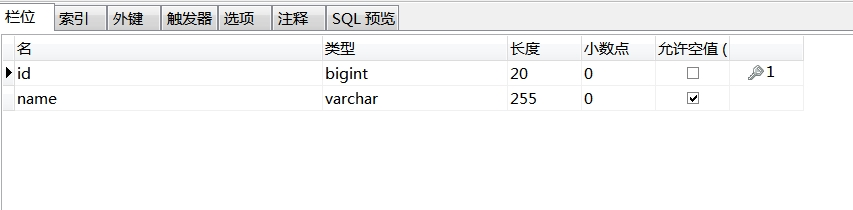 栏位 索引 外键 触发器 选项 注释 SQL 预览
名 类型 长度 小数点 允许空值 (
id bigint 20 0 1
name varchar 255 0